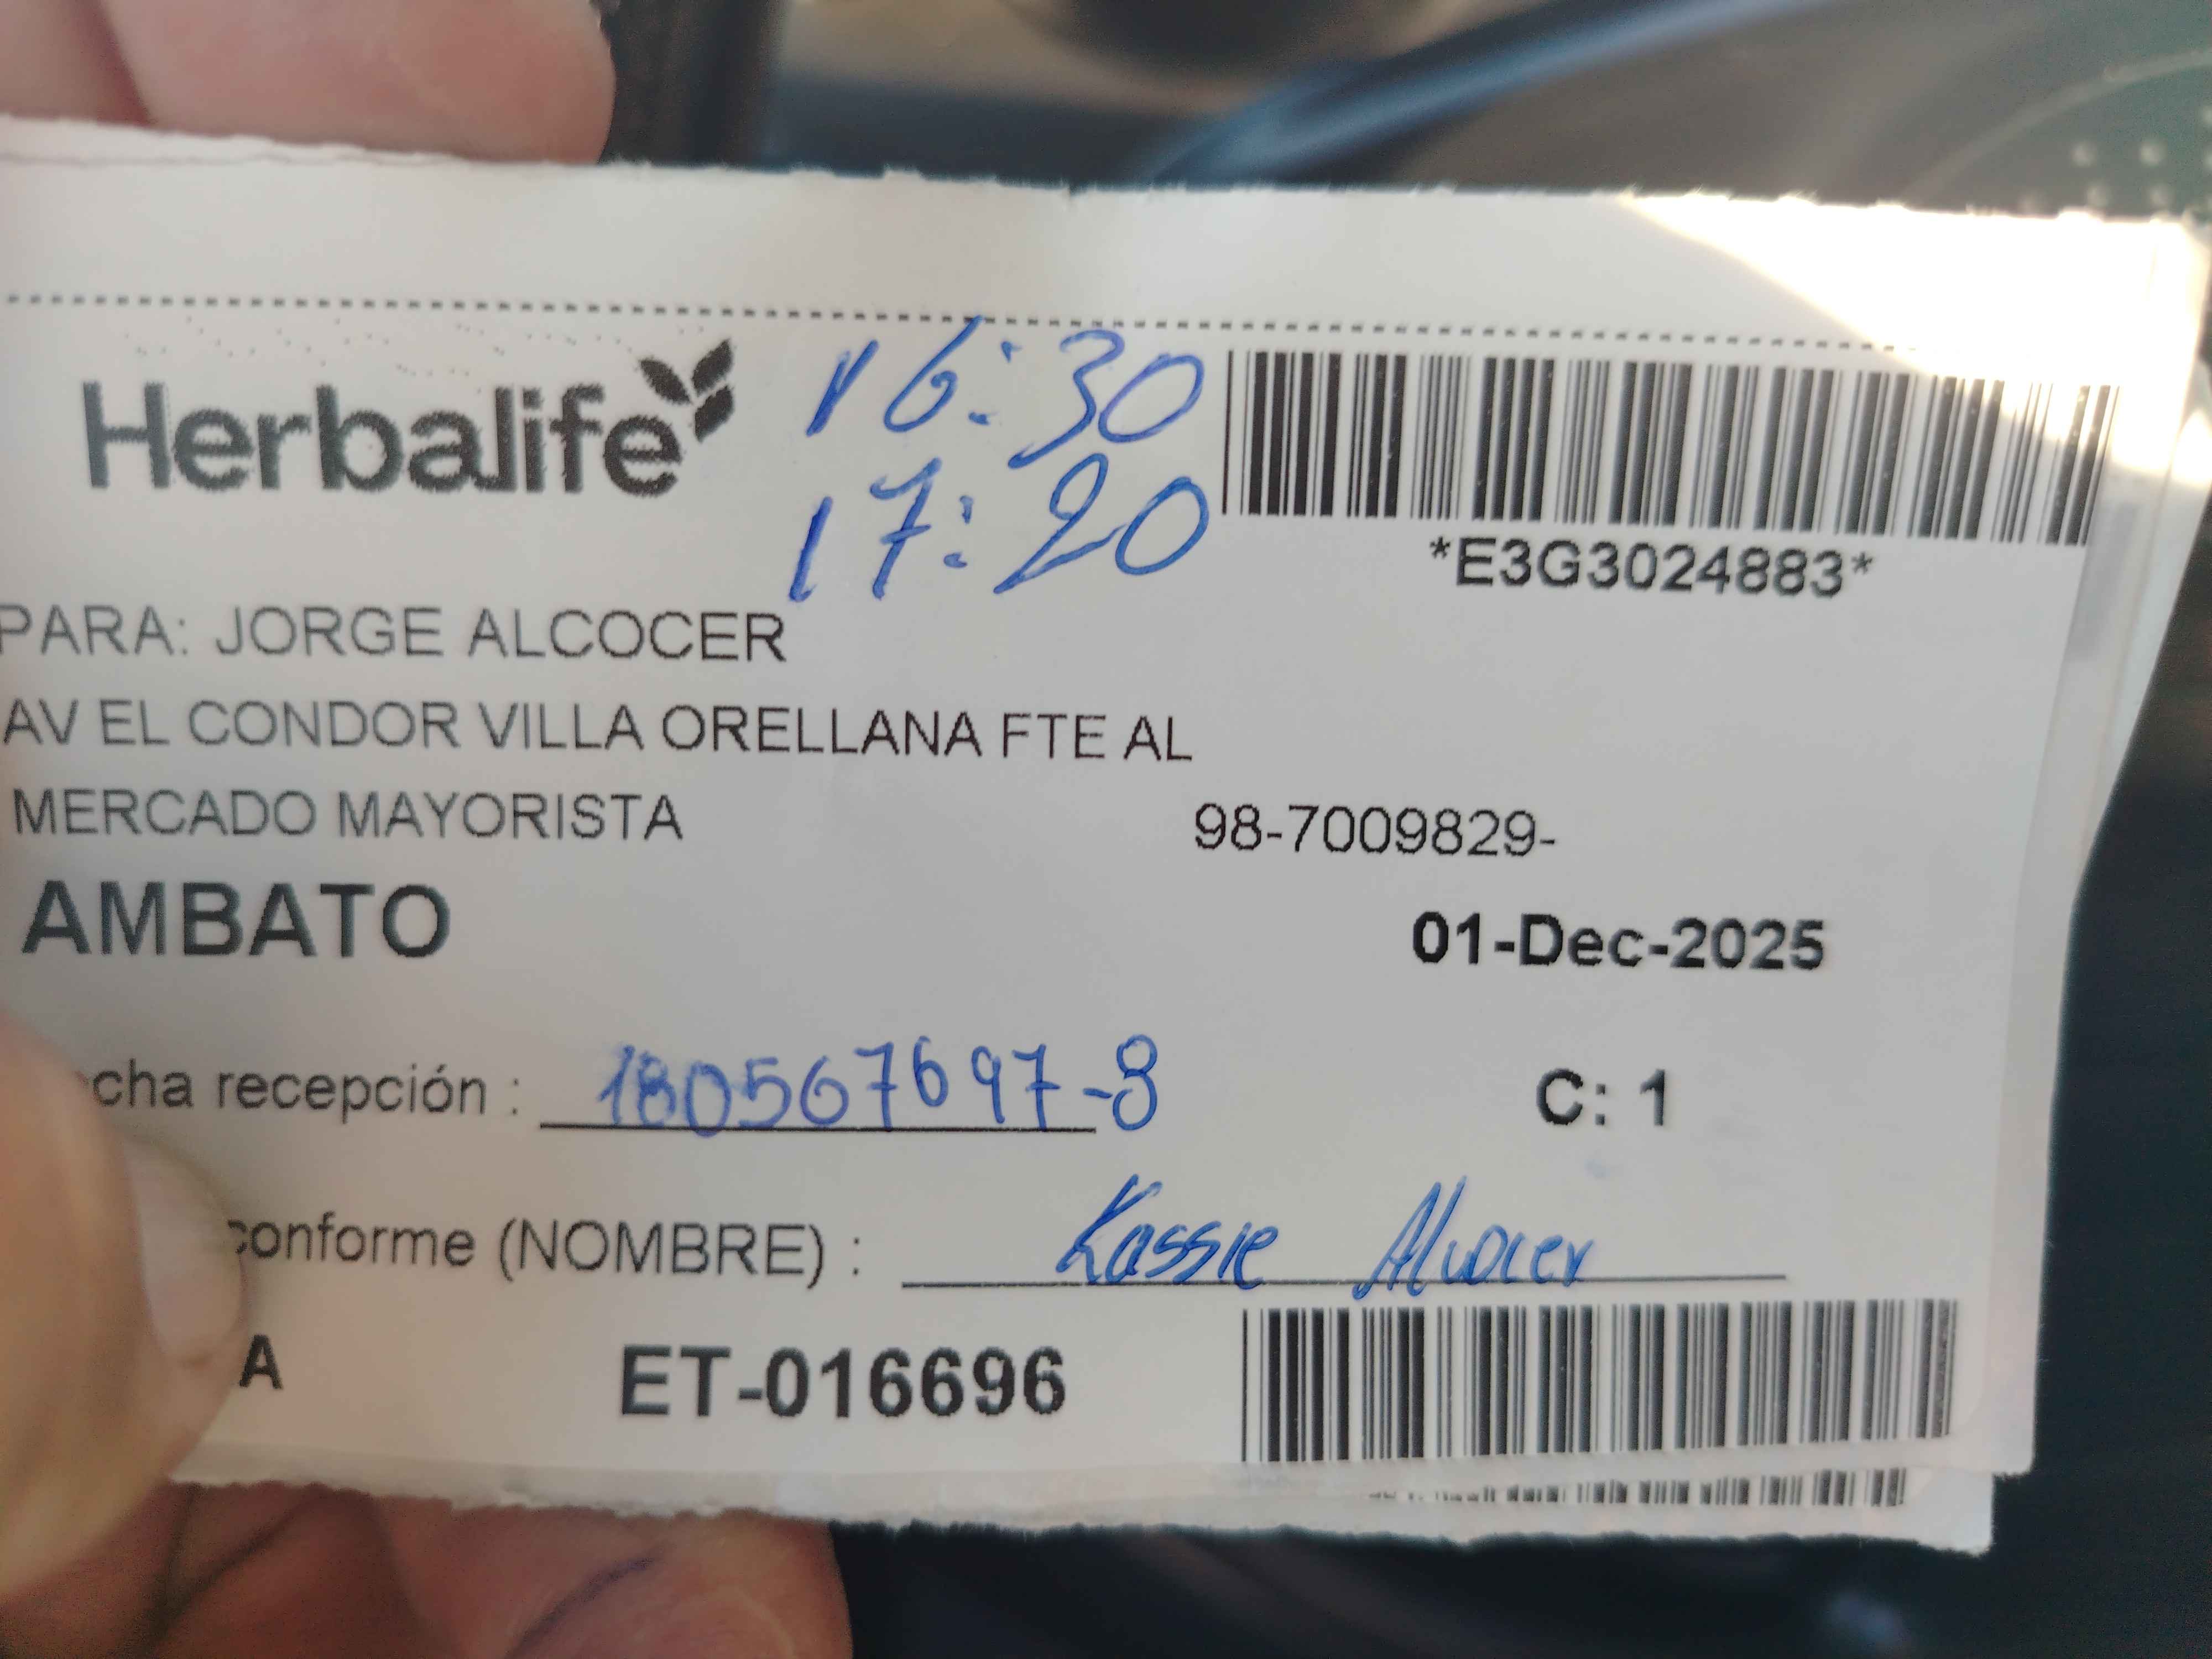 Herbalife
16:30
17:20
*E3G3024883*
PARA: JORGE ALCOCER
AV EL CONDOR VILLA ORELLANA FTE AL
MERCADO MAYORISTA 98-7009829-
AMBATO
01-Dec-2025
cha recepción : 180567697-8 C: 1
conforme (NOMBRE) : Kassie Alcocer
A ET-016696